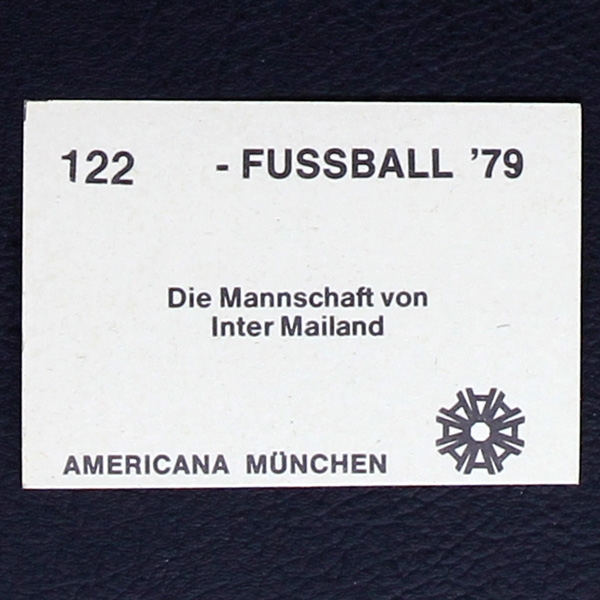 122 - FUSSBALL '79
Die Mannschaft von
Inter Mailand
AMERICANA MÜNCHEN